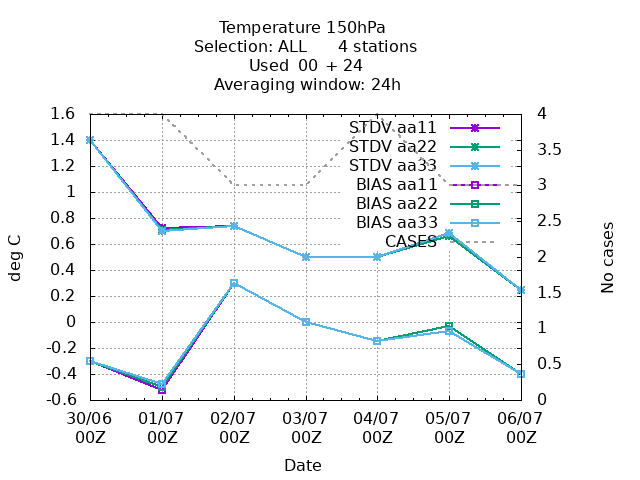 Temperature 150hPa
Selection: ALL 4 stations
Used 00 + 24
Averaging window: 24h
deg C
1.6
1.4
1.2
1
0.8
0.6
0.4
0.2
0
-0.2
-0.4
-0.6
STDV aa11
STDV aa22
STDV aa33
BIAS aa11
BIAS aa22
BIAS aa33
CASES
4
3.5
3
2.5
2
1.5
1
0.5
0
No cases
30/06 01/07 02/07 03/07 04/07 05/07 06/07
00Z 00Z 00Z 00Z 00Z 00Z 00Z
Date